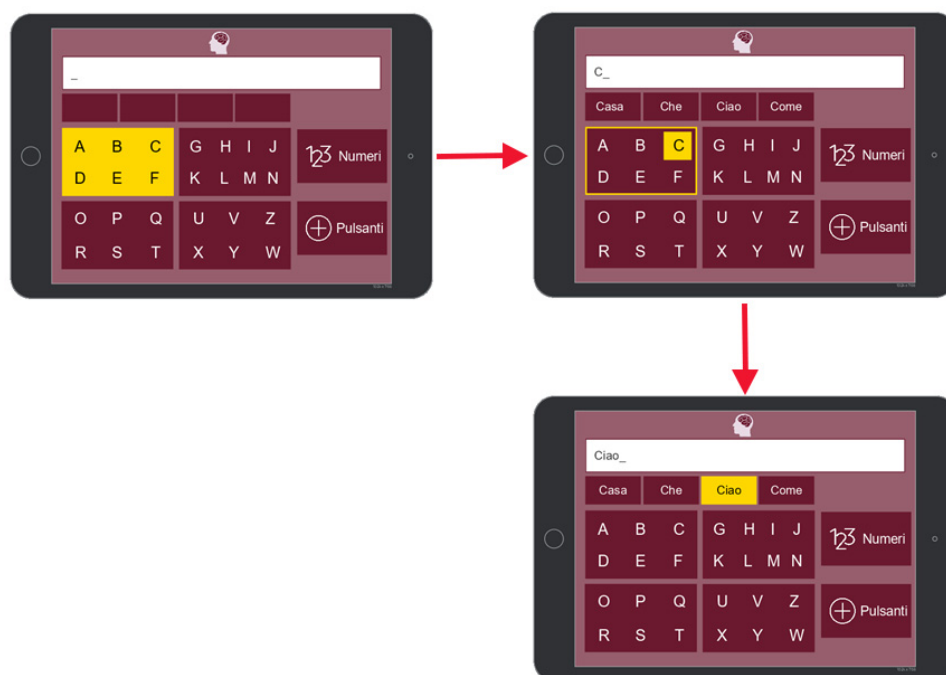 _
A B C G H I J
D E F K L M N
123 Numeri
O P Q U V Z
R S T X Y W
Pulsanti
C_
Casa Che Ciao Come
A B C G H I J
D E F K L M N
123 Numeri
O P Q U V Z
R S T X Y W
Pulsanti
Ciao_
Casa Che Ciao Come
A B C G H I J
D E F K L M N
123 Numeri
O P Q U V Z
R S T X Y W
Pulsanti